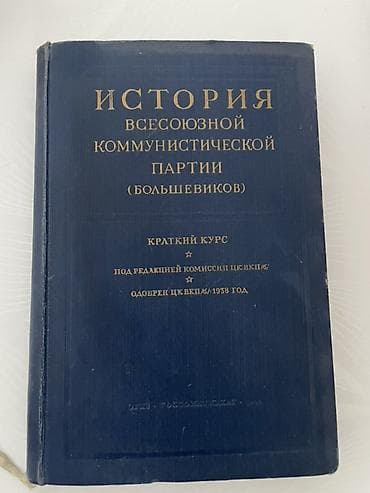 ИСТОРИЯ
ВСЕСОЮЗНОЙ
КОММУНИСТИЧЕСКОЙ
ПАРТИИ
(БОЛЬШЕВИКОВ)
КРАТКИЙ КУРС
ПОД РЕДАКЦИЕЙ КОМИССИИ ЦК ВКП(б)
ОДОБРЕН ЦК ВКП(б) 1938 ГОД